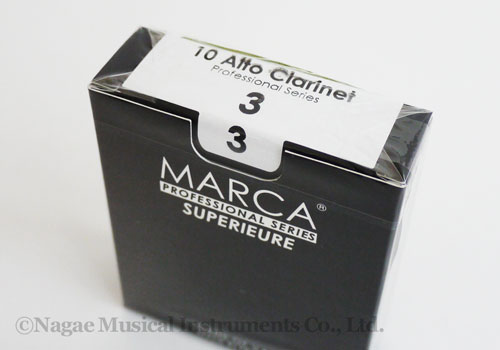 10 Alto Clarinet
Professional Series
3
3
MARCA®
PROFESSIONAL SERIES
SUPERIEURE
©Nagae Musical Instruments Co., Ltd.